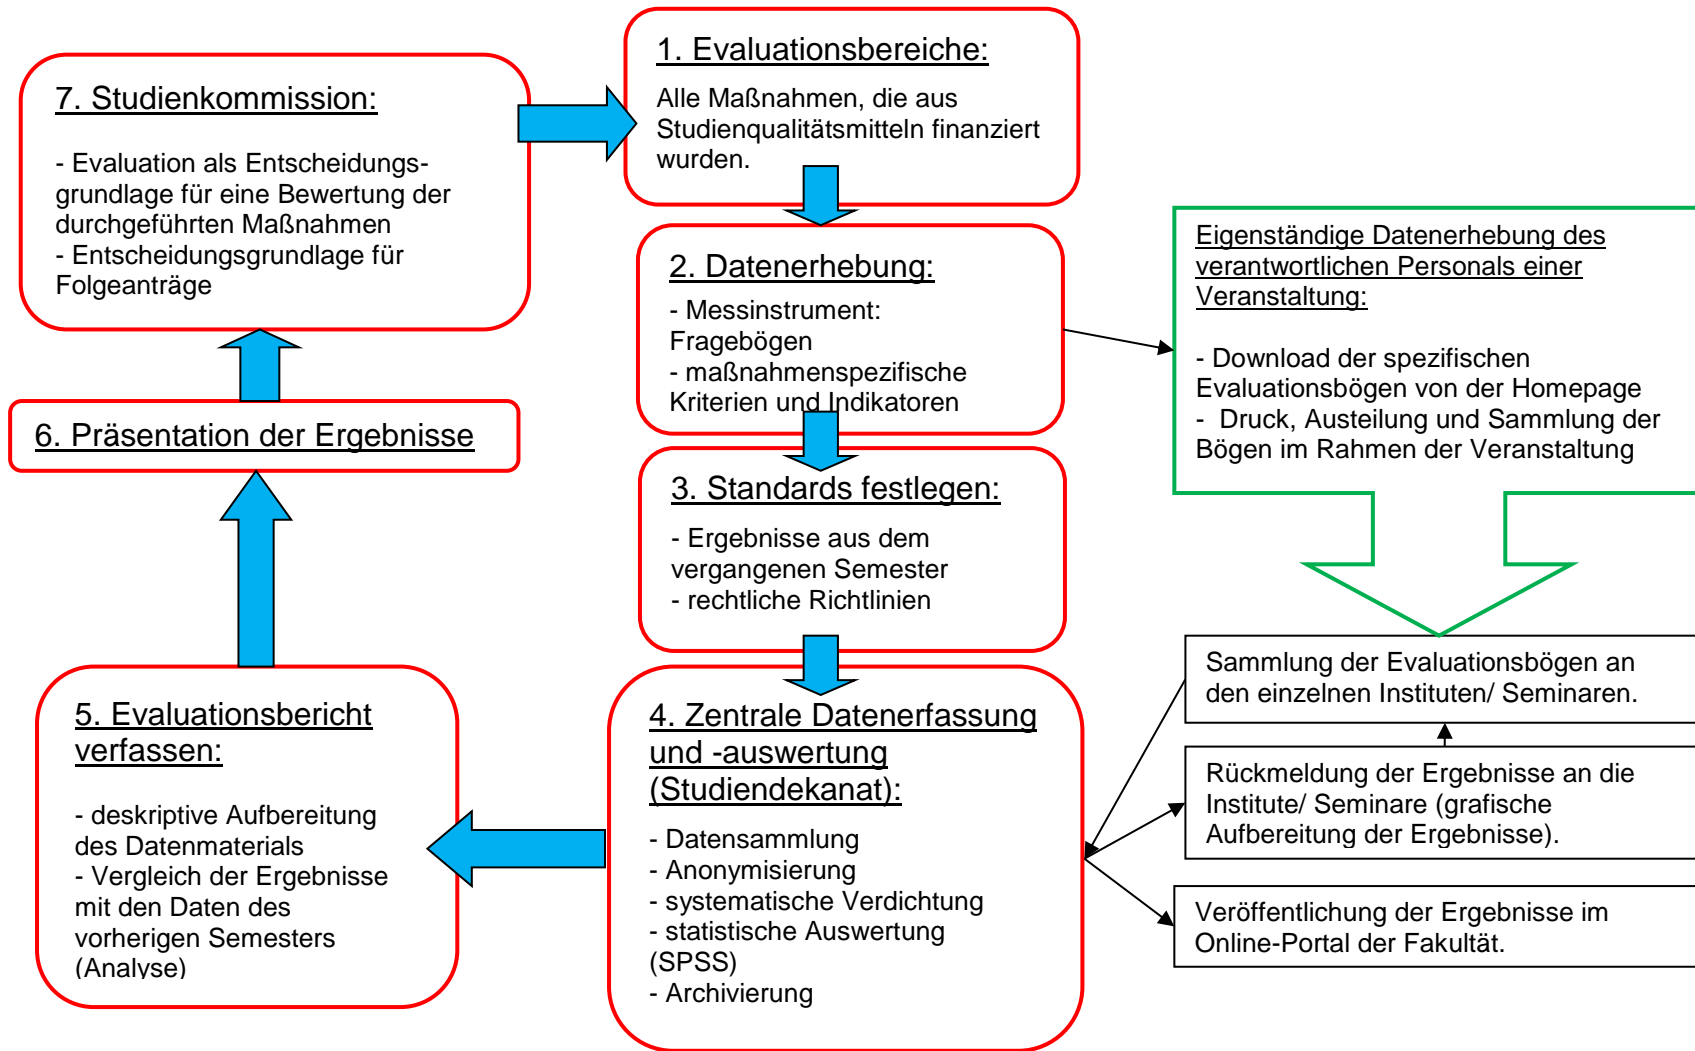 1. Evaluationsbereiche:
Alle Maßnahmen, die aus
Studienqualitätsmitteln finanziert
wurden.
2. Datenerhebung:
- Messinstrument:
Fragebögen
- maßnahmenspezifische
Kriterien und Indikatoren
3. Standards festlegen:
- Ergebnisse aus dem
vergangenen Semester
- rechtliche Richtlinien
4. Zentrale Datenerfassung
und -auswertung
(Studiendekanat):
- Datensammlung
- Anonymisierung
- systematische Verdichtung
- statistische Auswertung
(SPSS)
- Archivierung
5. Evaluationsbericht
verfassen:
- deskriptive Aufbereitung
des Datenmaterials
- Vergleich der Ergebnisse
mit den Daten des
vorherigen Semesters
(Analyse)
6. Präsentation der Ergebnisse
7. Studienkommission:
- Evaluation als Entscheidungs-
grundlage für eine Bewertung der
durchgeführten Maßnahmen
- Entscheidungsgrundlage für
Folgeanträge
Eigenständige Datenerhebung des
verantwortlichen Personals einer
Veranstaltung:
- Download der spezifischen
Evaluationsbögen von der Homepage
- Druck, Austeilung und Sammlung der
Bögen im Rahmen der Veranstaltung
Sammlung der Evaluationsbögen an
den einzelnen Instituten/ Seminaren.
Rückmeldung der Ergebnisse an die
Institute/ Seminare (grafische
Aufbereitung der Ergebnisse).
Veröffentlichung der Ergebnisse im
Online-Portal der Fakultät.